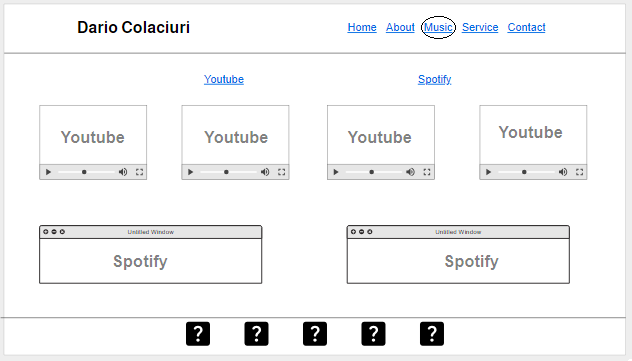 Dario Colaciuri
Home About Music Service Contact
Youtube Spotify
Youtube Youtube Youtube Youtube
Untitled Window Untitled Window
Spotify Spotify
? ? ? ? ?